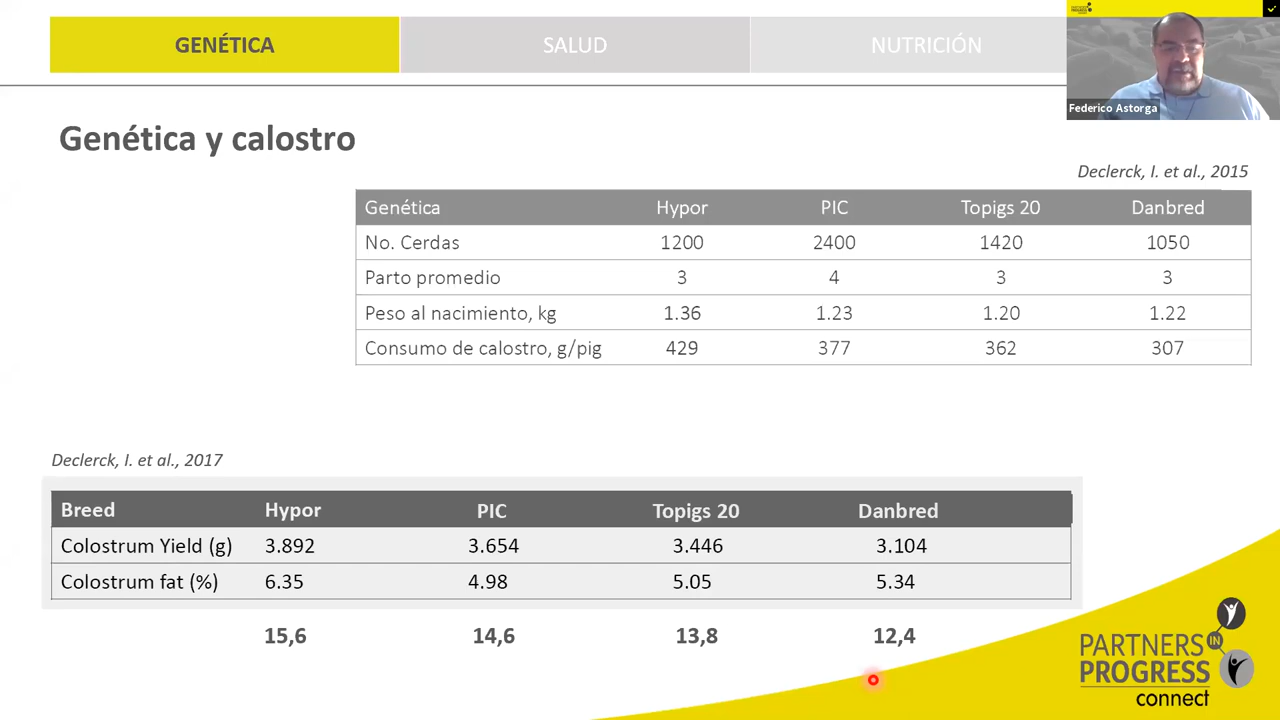 GENÉTICA SALUD NUTRICIÓN
Federico Astorga
Genética y calostro
Declerck, I. et al., 2015
Genética Hypor PIC Topigs 20 Danbred
No. Cerdas 1200 2400 1420 1050
Parto promedio 3 4 3 3
Peso al nacimiento, kg 1.36 1.23 1.20 1.22
Consumo de calostro, g/pig 429 377 362 307
Declerck, I. et al., 2017
Breed Hypor PIC Topigs 20 Danbred
Colostrum Yield (g) 3.892 3.654 3.446 3.104
Colostrum fat (%) 6.35 4.98 5.05 5.34
15,6 14,6 13,8 12,4
PARTNERS IN
PROGRESS
connect